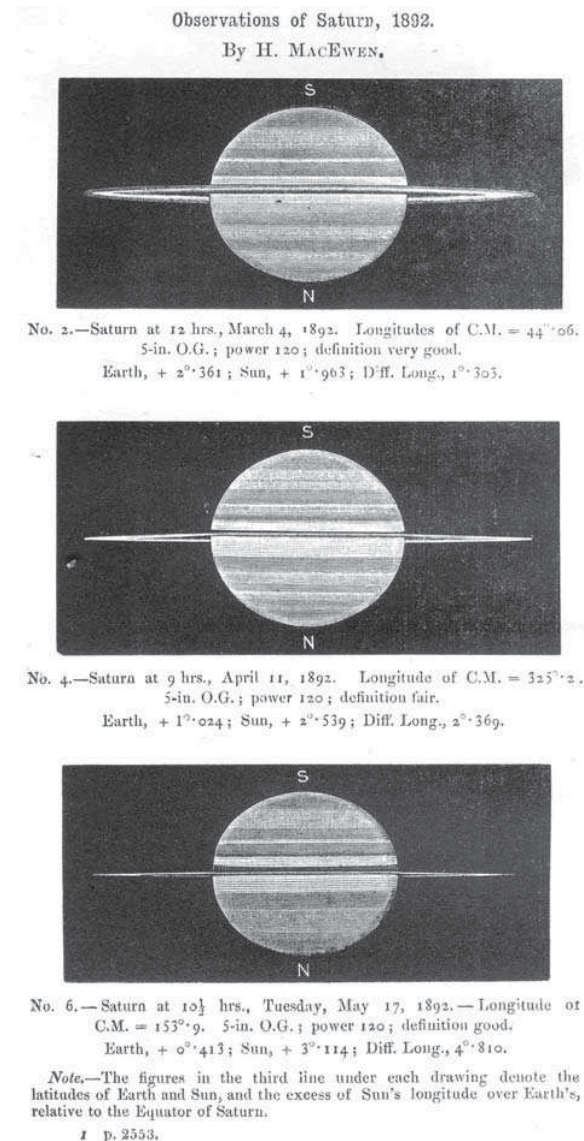 Observations of Saturn, 1892.
By H. MacEwen.
S
N
No. 2.—Saturn at 12 hrs., March 4, 1892. Longitudes of C.M. = 44°·06.
5-in. O.G.; power 120; definition very good.
Earth, + 2°·361; Sun, + 1°·963; Diff. Long., 1°·303.
S
N
No. 4.—Saturn at 9 hrs., April 11, 1892. Longitude of C.M. = 325°·2.
5-in. O.G.; power 120; definition fair.
Earth, + 1°·024; Sun, + 2°·539; Diff. Long., 2°·369.
S
N
No. 6.—Saturn at 10½ hrs., Tuesday, May 17, 1892.—Longitude of
C.M. = 153°·9. 5-in. O.G.; power 120; definition good.
Earth, + 0°·413; Sun, + 3°·114; Diff. Long., 4°·810.
Note.—The figures in the third line under each drawing denote the
latitudes of Earth and Sun, and the excess of Sun's longitude over Earth's,
relative to the Equator of Saturn.
1 p. 2553.